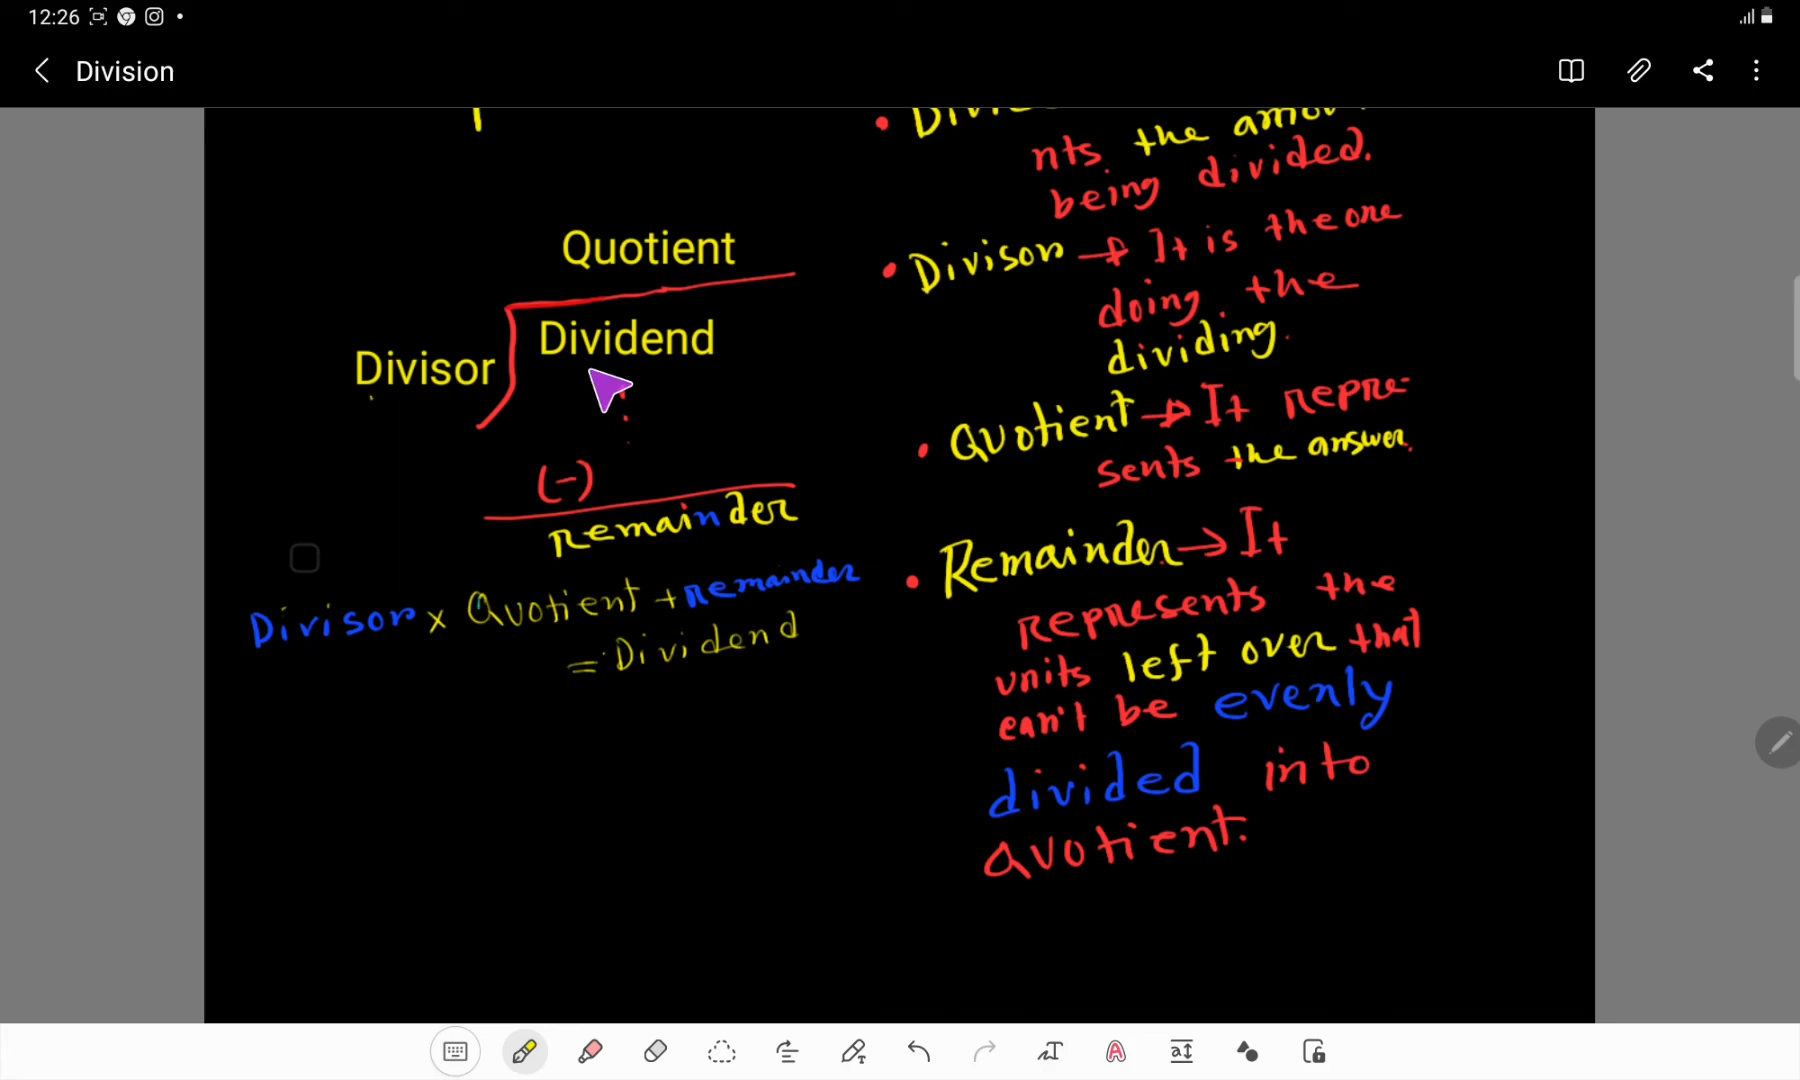 12:26
Division
nts the
being divided.
Quotient
Divisor
Dividend
(-)
Remainder
Divisor x Quotient + remainder
= Dividend
• Divisor → It is the one
doing the
dividing.
• Quotient → It repre-
sents the answer.
• Remainder → It
represents the
units left over that
can't be evenly
divided into
Quotient.